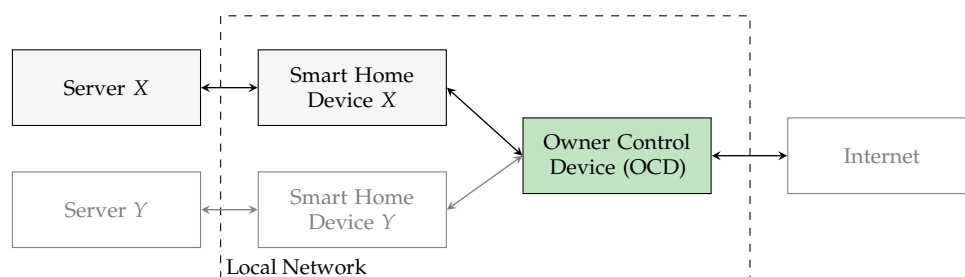 Server X
Smart Home
Device X
Owner Control
Device (OCD)
Internet
Server Y
Smart Home
Device Y
Local Network